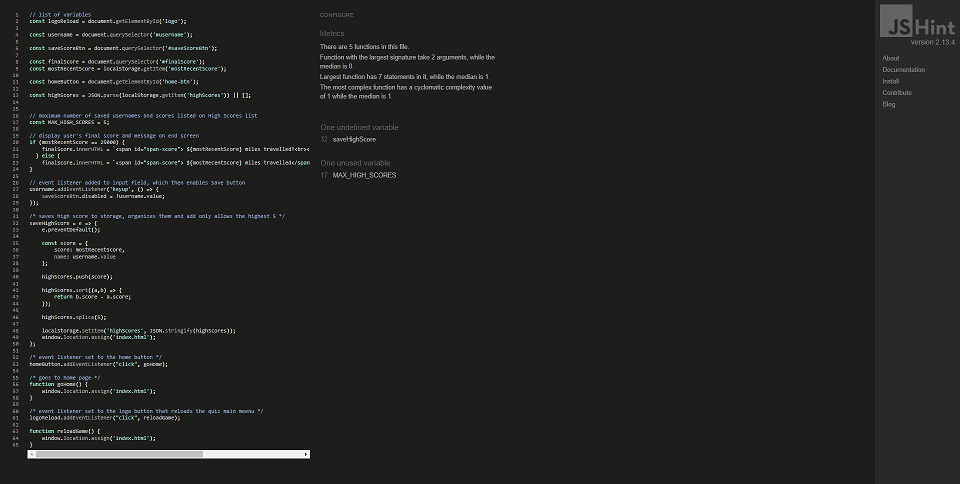 1 // list of variables
2 const logoReload = document.getElementById('logo');
3
4 const username = document.querySelector('#username');
5
6 const saveScoreBtn = document.querySelector('#saveScoreBtn');
7
8 const finalScore = document.querySelector('#finalScore');
9 const mostRecentScore = localStorage.getItem('mostRecentScore');
10
11 const homeButton = document.getElementById('home-btn');
12
13 const highScores = JSON.parse(localStorage.getItem('highScores')) || [];
14
15
16 // maximum number of saved usernames and scores listed on High Scores list
17 const MAX_HIGH_SCORES = 5;
18
19 // display user's final score and message on end screen
20 if (mostRecentScore == 25000) {
21 finalScore.innerHTML = `<span id="span-score"> ${mostRecentScore} miles travelled!<br><
22 } else {
23 finalScore.innerHTML = `<span id="span-score"> ${mostRecentScore} miles travelled</span
24 }
25
26 // event listener added to input field, which then enables Save button
27 username.addEventListener('keyup', () => {
28 saveScoreBtn.disabled = !username.value;
29 });
30
31 /* saves high score to storage, organizes them and add only allows the highest 5 */
32 saveHighScore = e => {
33 e.preventDefault();
34
35 const score = {
36 score: mostRecentScore,
37 name: username.value
38 };
39
40 highScores.push(score);
41
42 highScores.sort((a,b) => {
43 return b.score - a.score;
44 });
45
46 highScores.splice(5);
47
48 localStorage.setItem('highScores', JSON.stringify(highScores));
49 window.location.assign('index.html');
50 };
51
52 /* event listener set to the home button */
53 homeButton.addEventListener("click", goHome);
54
55 /* goes to home page */
56 function goHome() {
57 window.location.assign('index.html');
58 }
59
60 /* event listener set to the logo button that reloads the quiz main meenu */
61 logoReload.addEventListener("click", reloadGame);
62
63 function reloadGame() {
64 window.location.assign('index.html');
65 }
CONFIGURE
Metrics
There are 5 functions in this file.
Function with the largest signature take 2 arguments, while the
median is 0.
Largest function has 7 statements in it, while the median is 1.
The most complex function has a cyclomatic complexity value
of 1 while the median is 1.
One undefined variable
32 saveHighScore
One unused variable
17 MAX_HIGH_SCORES
JSHint
version 2.13.4
About
Documentation
Install
Contribute
Blog